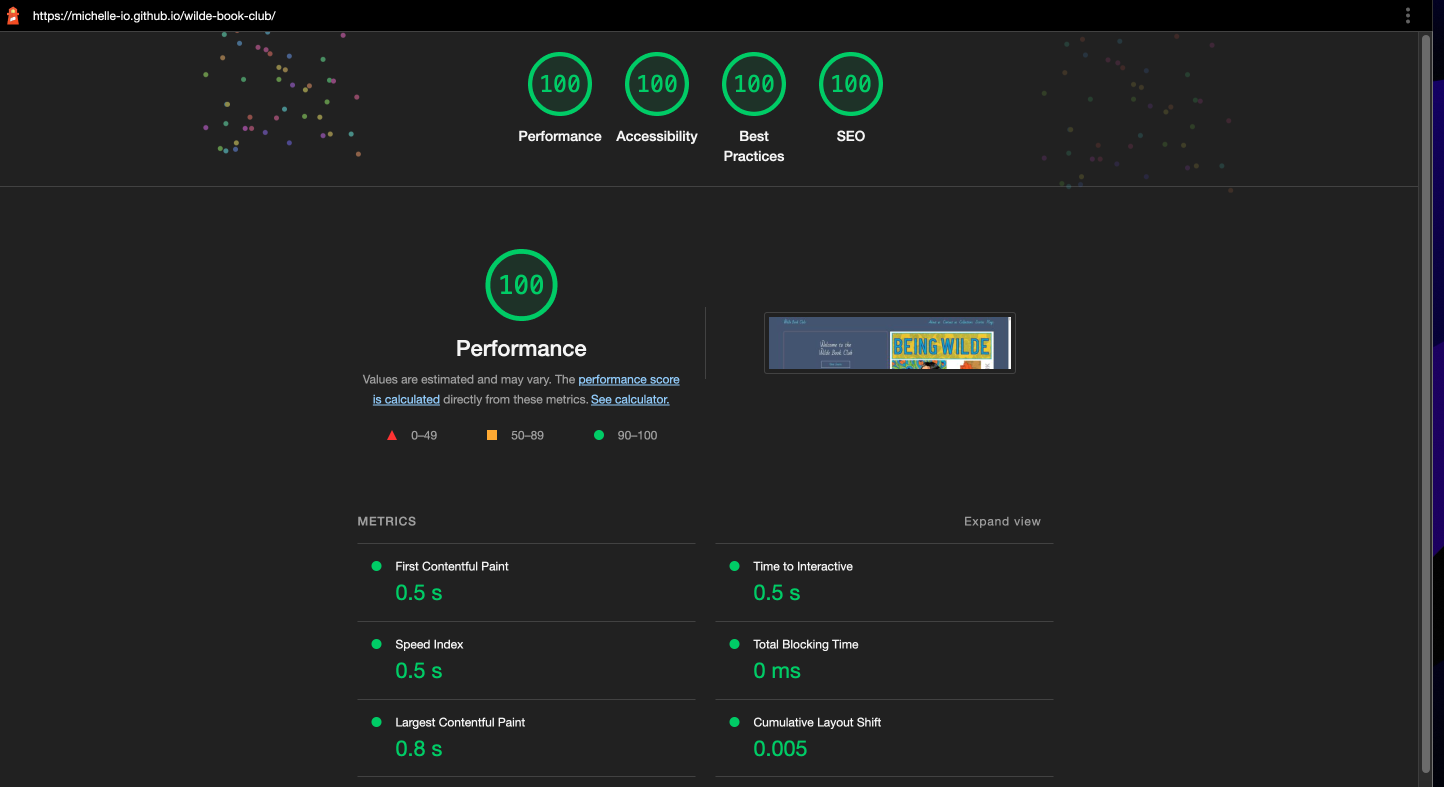 https://michelle-io.github.io/wilde-book-club/
100 100 100 100
Performance Accessibility Best Practices SEO
100
Performance
Values are estimated and may vary. The performance score
is calculated directly from these metrics. See calculator.
0–49 50–89 90–100
Wilde Book Club
Welcome to the
Wilde Book Club
BEING WILDE
METRICS Expand view
First Contentful Paint
0.5 s
Time to Interactive
0.5 s
Speed Index
0.5 s
Total Blocking Time
0 ms
Largest Contentful Paint
0.8 s
Cumulative Layout Shift
0.005